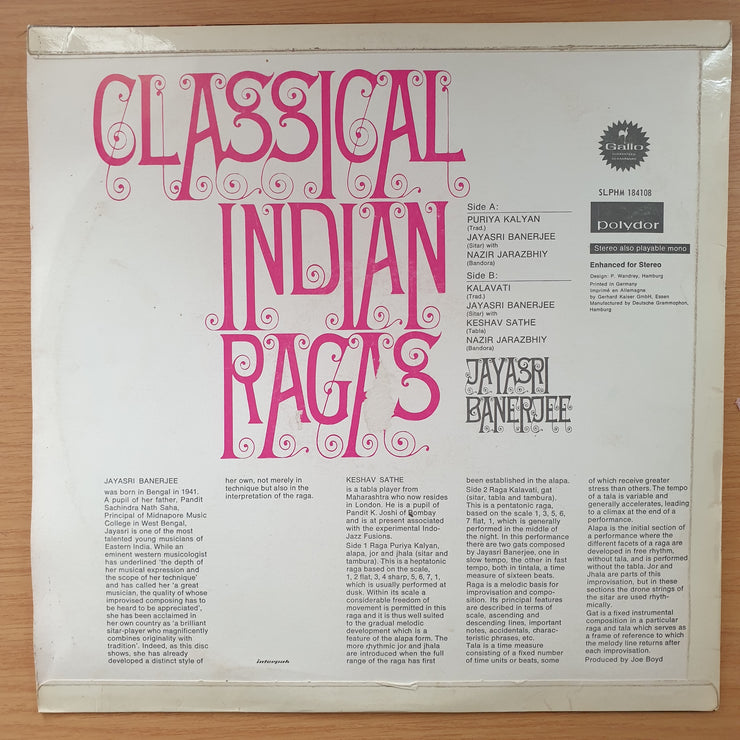 CLASSICAL
INDIAN
RAGAS
Gallo
SLPHM 184108
polydor
Stereo also playable mono
Enhanced for Stereo
Design: P. Wandrey, Hamburg
Printed in Germany
Imprimé en Allemagne
by Gerhard Kaiser GmbH, Essen
Manufactured by Deutsche Grammophon,
Hamburg
Side A:
PURIYA KALYAN
(Trad.)
JAYASRI BANERJEE
(Sitar) with
NAZIR JARAZBHIY
(Bandora)
Side B:
KALAVATI
(Trad.)
JAYASRI BANERJEE
(Sitar) with
KESHAV SATHE
(Tabla)
NAZIR JARAZBHIY
(Bandora)
JAYASRI
BANERJEE
JAYASRI BANERJEE
was born in Bengal in 1941.
A pupil of her father, Pandit
Sachindra Nath Saha,
Principal of Midnapore Music
College in West Bengal,
Jayasri is one of the most
talented young musicians of
Eastern India. While an
eminent western musicologist
has underlined 'the depth of
her musical expression and
the scope of her technique'
and has called her 'a great
musician, the quality of whose
improvised composing has to
be heard to be appreciated',
she has been acclaimed in
her own country as 'a brilliant
sitar-player who magnificently
combines originality with
tradition'. Indeed, as this disc
shows, she has already
developed a distinct style of
her own, not merely in
technique but also in the
interpretation of the raga.
interpak
KESHAV SATHE
is a tabla player from
Maharashtra who now resides
in London. He is a pupil of
Pandit K. Joshi of Bombay
and is at present associated
with the experimental Indo-
Jazz Fusions.
Side 1 Raga Puriya Kalyan,
alapa, jor and jhala (sitar and
tambura). This is a heptatonic
raga based on the scale,
1, 2 flat, 3, 4 sharp, 5, 6, 7, 1,
which is usually performed at
dusk. Within its scale a
considerable freedom of
movement is permitted in this
raga and it is thus well suited
to the gradual melodic
development which is a
feature of the alapa form. The
more rhythmic jor and jhala
are introduced when the full
range of the raga has first
been established in the alapa.
Side 2 Raga Kalavati, gat
(sitar, tabla and tambura).
This is a pentatonic raga,
based on the scale 1, 3, 5, 6,
7 flat, 1, which is generally
performed in the middle of
the night. In this performance
there are two gats composed
by Jayasri Banerjee, one in
slow tempo, the other in fast
tempo, both in tintala, a time
measure of sixteen beats.
Raga is a melodic basis for
improvisation and compo-
sition. Its principal features
are described in terms of
scale, ascending and
descending lines, important
notes, accidentals, charac-
teristic phrases, etc.
Tala is a time measure
consisting of a fixed number
of time units or beats, some
of which receive greater
stress than others. The tempo
of a tala is variable and
generally accelerates, leading
to a climax at the end of a
performance.
Alapa is the initial section of
a performance where the
different facets of a raga are
developed in free rhythm,
without tala, and is performed
without the tabla. Jor and
Jhala are parts of this
improvisation, but in these
sections the drone strings of
the sitar are used rhyth-
mically.
Gat is a fixed instrumental
composition in a particular
raga and tala which serves as
a frame of reference to which
the melody line returns after
each improvisation.
Produced by Joe Boyd